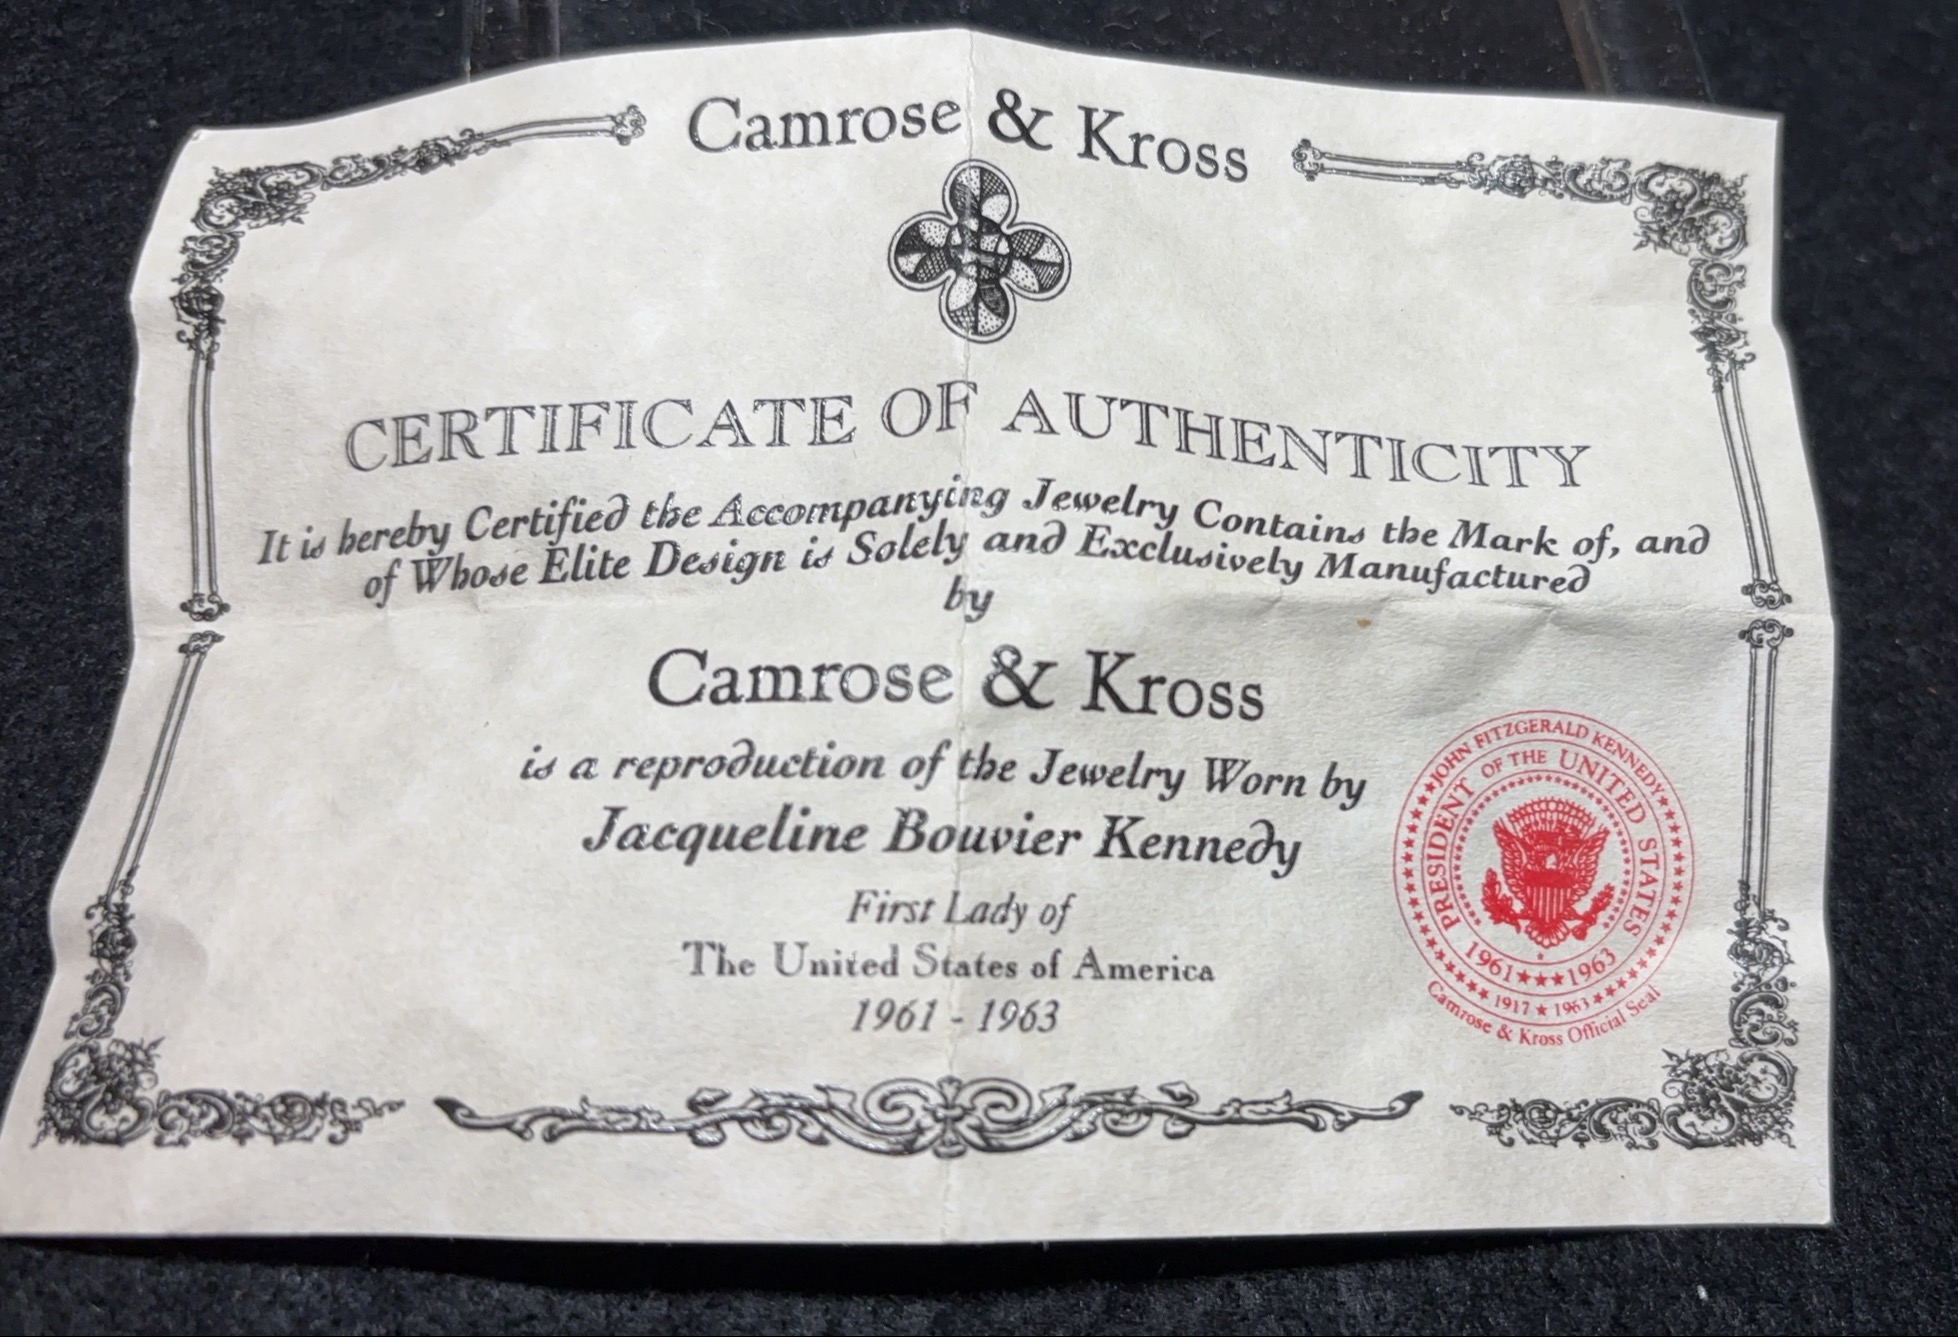 Camrose & Kross
CERTIFICATE OF AUTHENTICITY
It is hereby Certified the Accompanying Jewelry Contains the Mark of, and
of Whose Elite Design is Solely and Exclusively Manufactured
by
Camrose & Kross
is a reproduction of the Jewelry Worn by
Jacqueline Bouvier Kennedy
First Lady of
The United States of America
1961 - 1963
JOHN FITZGERALD KENNEDY
PRESIDENT OF THE UNITED STATES
1961★★★1963
1917 ★ 1963
Camrose & Kross Official Seal